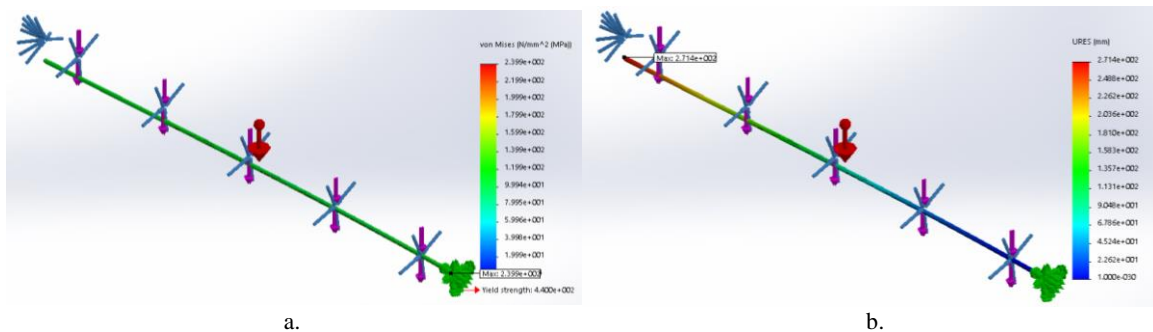 von Mises (N/mm^2 (MPa))
2.399e+002
2.199e+002
1.999e+002
1.799e+002
1.599e+002
1.399e+002
1.199e+002
9.994e+001
7.995e+001
5.996e+001
3.998e+001
1.999e+001
Max: 2.399e+002
Yield strength: 4.400e+002
a.
Max: 2.714e+002
URES (mm)
2.714e+002
2.488e+002
2.262e+002
2.036e+002
1.810e+002
1.583e+002
1.357e+002
1.131e+002
9.048e+001
6.786e+001
4.524e+001
2.262e+001
1.000e-030
b.